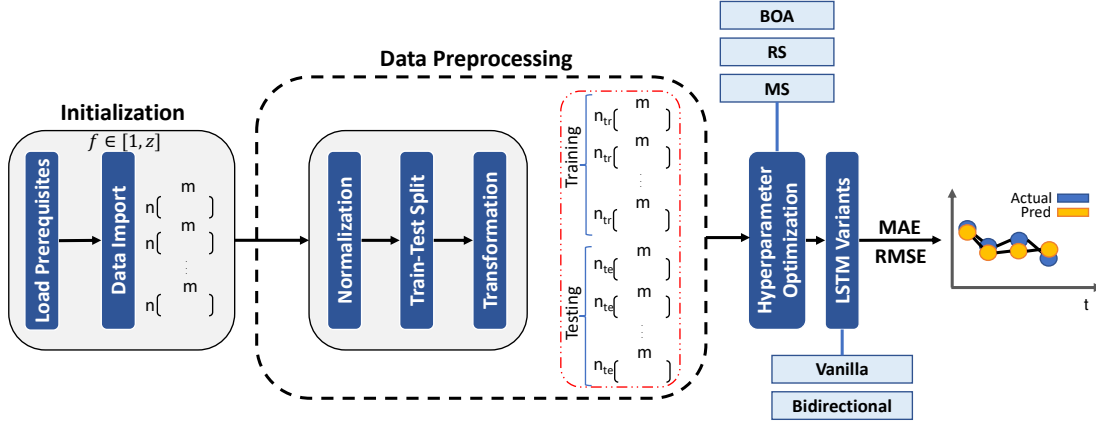 Initialization
f ∈ [1, z]
Load Prerequisites
Data Import
m
n[ ]
m
n[ ]
...
m
n[ ]
Data Preprocessing
Normalization
Train-Test Split
Transformation
Training
m
n_tr[ ]
m
n_tr[ ]
...
m
n_tr[ ]
Testing
m
n_te[ ]
m
n_te[ ]
...
m
n_te[ ]
BOA
RS
MS
Hyperparameter
Optimization
LSTM Variants
Vanilla
Bidirectional
MAE
RMSE
Actual
Pred
t